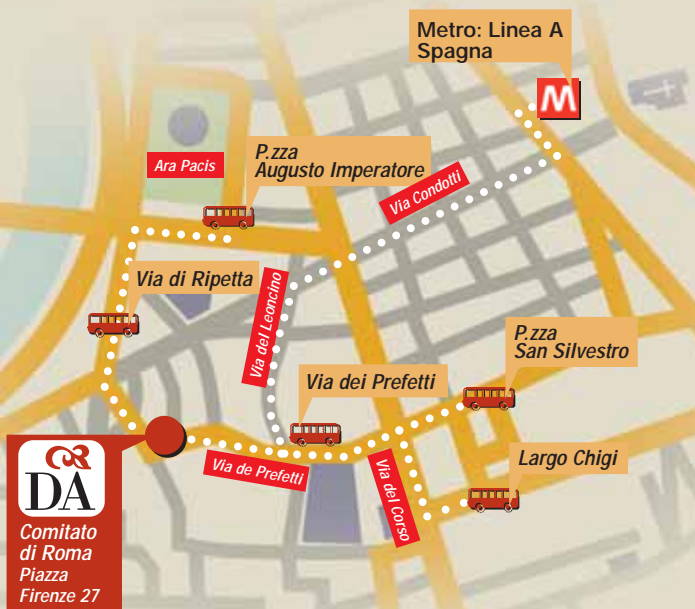 Metro: Linea A
Spagna
M
Ara Pacis
P.zza
Augusto Imperatore
Via Condotti
Via di Ripetta
Via del Leoncino
P.zza
San Silvestro
Via dei Prefetti
Largo Chigi
Via de Prefetti
Via del Corso
DA
Comitato
di Roma
Piazza
Firenze 27